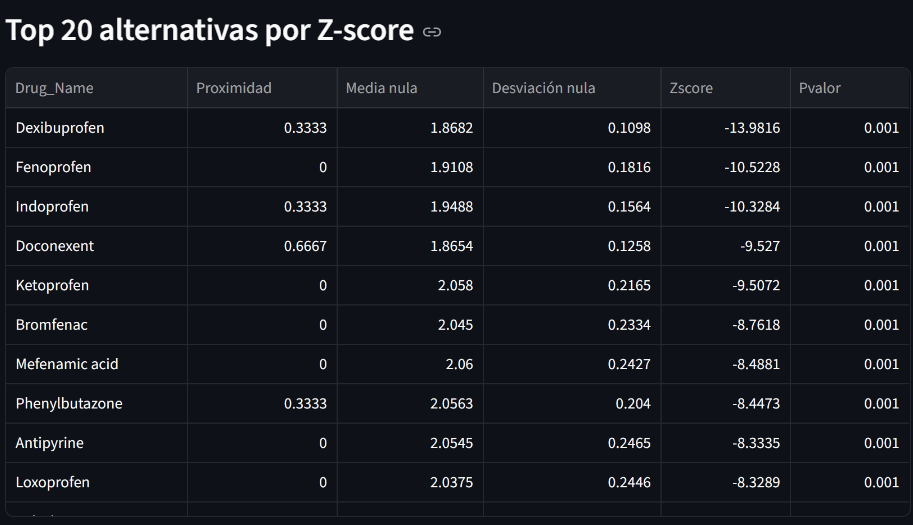 Top 20 alternativas por Z-score
Drug_Name Proximidad Media nula Desviación nula Zscore Pvalor
Dexibuprofen 0.3333 1.8682 0.1098 -13.9816 0.001
Fenoprofen 0 1.9108 0.1816 -10.5228 0.001
Indoprofen 0.3333 1.9488 0.1564 -10.3284 0.001
Doconexent 0.6667 1.8654 0.1258 -9.527 0.001
Ketoprofen 0 2.058 0.2165 -9.5072 0.001
Bromfenac 0 2.045 0.2334 -8.7618 0.001
Mefenamic acid 0 2.06 0.2427 -8.4881 0.001
Phenylbutazone 0.3333 2.0563 0.204 -8.4473 0.001
Antipyrine 0 2.0545 0.2465 -8.3335 0.001
Loxoprofen 0 2.0375 0.2446 -8.3289 0.001